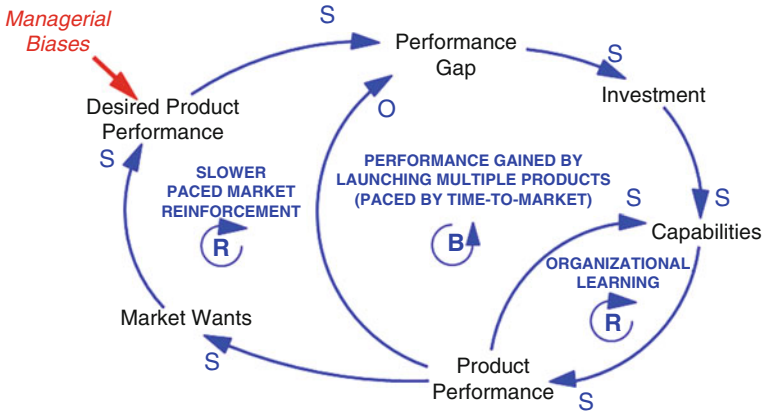 Managerial
Biases
S
Performance
Gap
S
Investment
Desired Product
Performance
O
S
SLOWER
PACED MARKET
REINFORCEMENT
R
PERFORMANCE GAINED BY
LAUNCHING MULTIPLE PRODUCTS
(PACED BY TIME-TO-MARKET)
B
S
S
Capabilities
ORGANIZATIONAL
LEARNING
R
Market Wants
S
Product
Performance
S